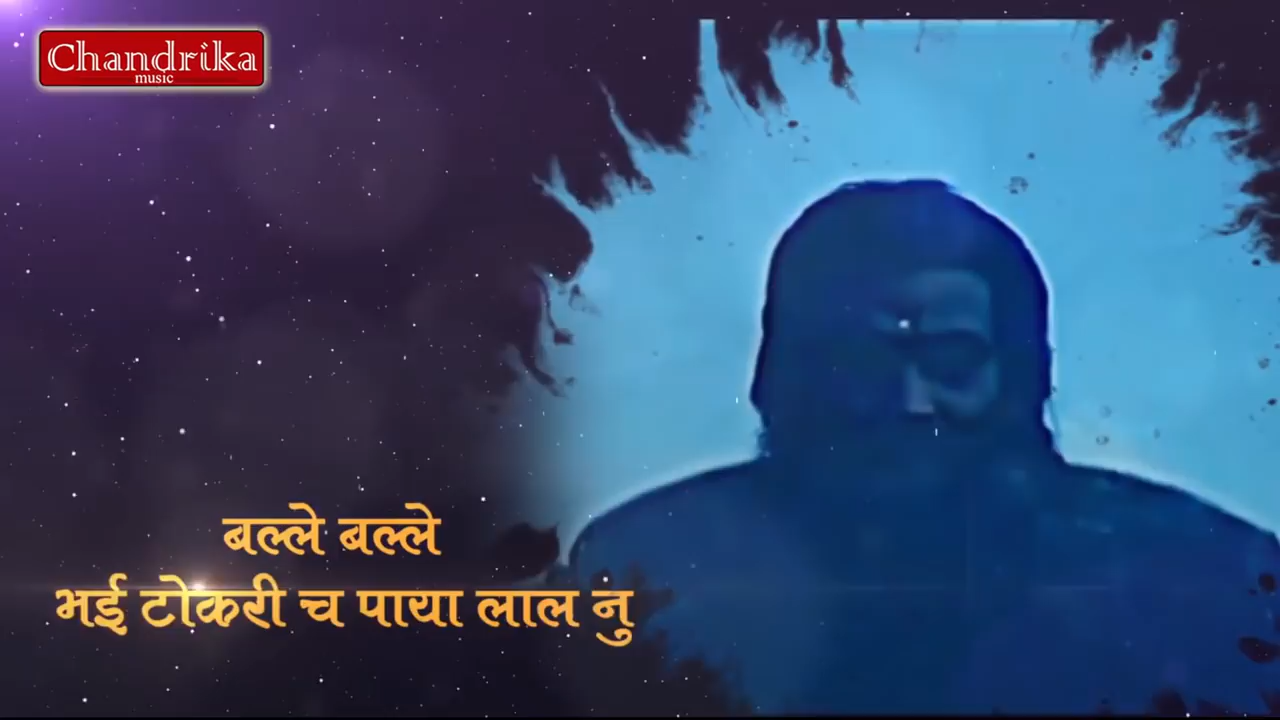 Chandrika
music
बल्ले बल्ले
भई टोकरी च पाया लाल नु